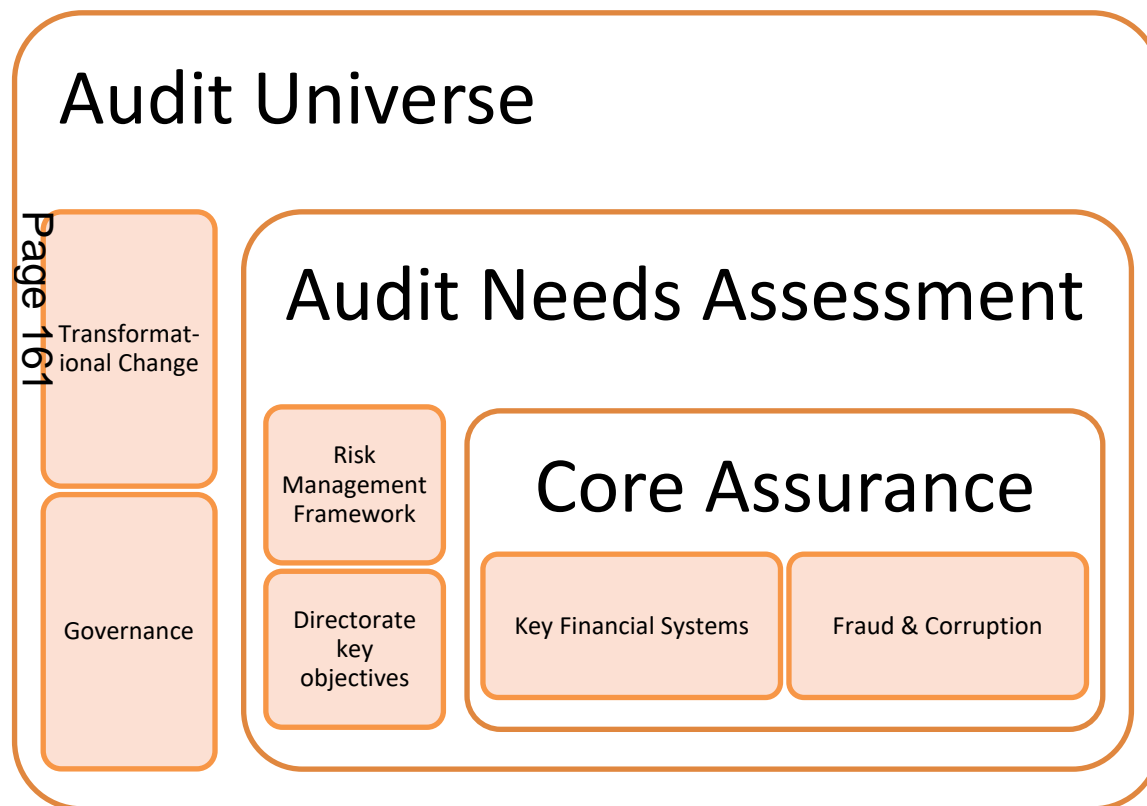 Audit Universe
Page 161
Transformat-
ional Change
Governance
Audit Needs Assessment
Risk
Management
Framework
Directorate
key
objectives
Core Assurance
Key Financial Systems
Fraud & Corruption